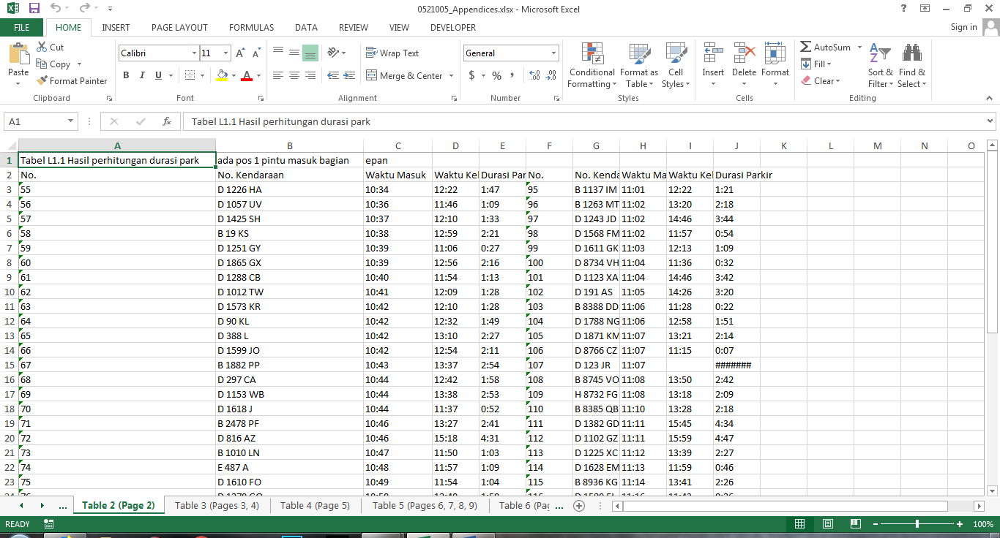 0521005_Appendices.xlsx - Microsoft Excel
FILE HOME INSERT PAGE LAYOUT FORMULAS DATA REVIEW VIEW DEVELOPER Sign in
Paste Cut Copy Format Painter
Clipboard
Calibri 11
B I U
Font
Wrap Text
Merge & Center
Alignment
General
$ % ,
Number
Conditional Formatting Format as Table Cell Styles
Styles
Insert Delete Format
Cells
AutoSum Fill Clear Sort & Filter Find & Select
Editing
A1 fx Tabel L1.1 Hasil perhitungan durasi park
A B C D E F G H I J K L M N O
1 Tabel L1.1 Hasil perhitungan durasi park ada pos 1 pintu masuk bagian epan
2 No. No. Kendaraan Waktu Masuk Waktu Kel Durasi Par No. No. Kenda Waktu Ma Waktu Kel Durasi Parkir
3 55 D 1226 HA 10:34 12:22 1:47 95 B 1137 IM 11:01 12:22 1:21
4 56 D 1057 UV 10:36 11:46 1:09 96 B 1263 MT 11:02 13:20 2:18
5 57 D 1425 SH 10:37 12:10 1:33 97 D 1243 JD 11:02 14:46 3:44
6 58 B 19 KS 10:38 12:59 2:21 98 D 1568 FM 11:02 11:57 0:54
7 59 D 1251 GY 10:39 11:06 0:27 99 D 1611 GK 11:03 12:13 1:09
8 60 D 1865 GX 10:39 12:56 2:16 100 D 8734 VH 11:04 11:36 0:32
9 61 D 1288 CB 10:40 11:54 1:13 101 D 1123 XA 11:04 14:46 3:42
10 62 D 1012 TW 10:41 12:09 1:28 102 D 191 AS 11:05 14:26 3:20
11 63 D 1573 KR 10:42 12:10 1:28 103 B 8388 DD 11:06 11:28 0:22
12 64 D 90 KL 10:42 12:32 1:49 104 D 1788 NG 11:06 12:58 1:51
13 65 D 388 L 10:42 13:10 2:27 105 D 1871 KM 11:07 13:21 2:14
14 66 D 1599 JO 10:42 12:54 2:11 106 D 8766 CZ 11:07 11:15 0:07
15 67 B 1882 PP 10:43 13:37 2:54 107 D 123 JR 11:07 #######
16 68 D 297 CA 10:44 12:42 1:58 108 B 8745 VO 11:08 13:50 2:42
17 69 D 1153 WB 10:44 13:38 2:53 109 H 8732 FG 11:08 13:18 2:09
18 70 D 1618 J 10:44 11:37 0:52 110 B 8385 QB 11:10 13:28 2:18
19 71 B 2478 PF 10:46 13:27 2:41 111 D 1382 GD 11:11 15:45 4:34
20 72 D 816 AZ 10:46 15:18 4:31 112 D 1102 GZ 11:11 15:59 4:47
21 73 B 1010 LN 10:47 11:50 1:03 113 D 1225 XC 11:12 13:39 2:27
22 74 E 487 A 10:48 11:57 1:09 114 D 1628 EM 11:13 11:59 0:46
23 75 D 1610 FO 10:49 11:54 1:04 115 B 8936 KG 11:14 13:41 2:26
... Table 2 (Page 2) Table 3 (Pages 3, 4) Table 4 (Page 5) Table 5 (Pages 6, 7, 8, 9) Table 6 (Pag ...
READY 100%